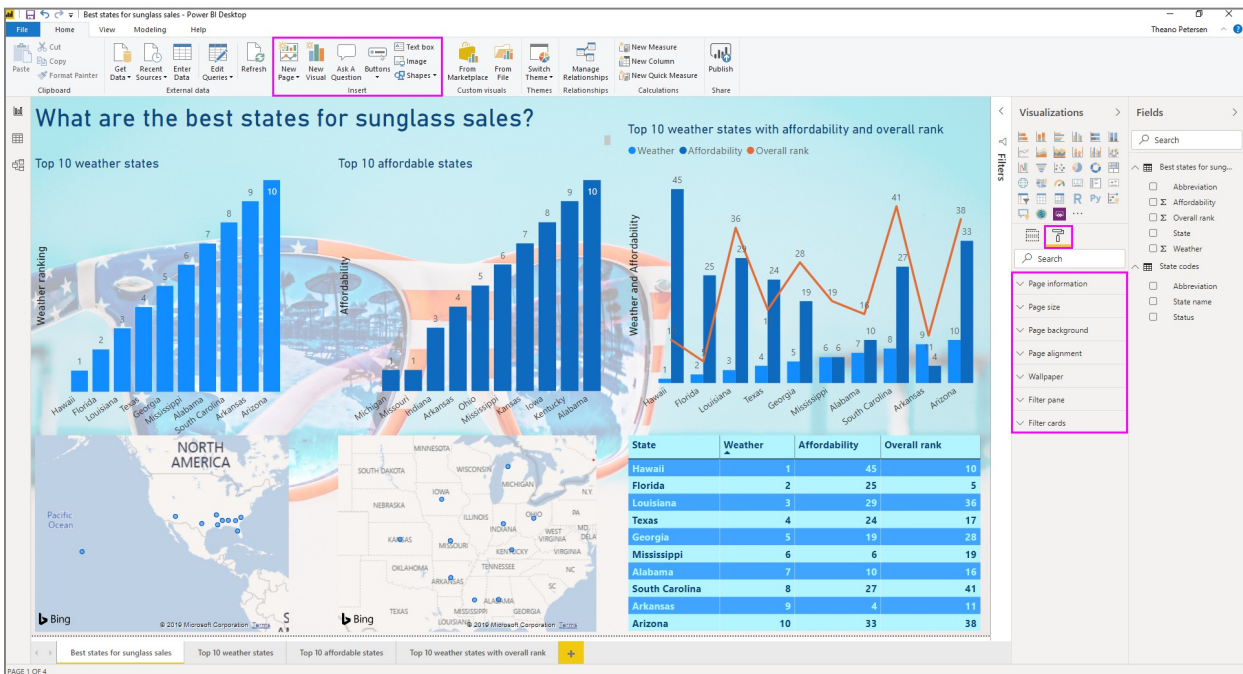 Best states for sunglass sales - Power BI Desktop
Theano Petersen
File Home View Modeling Help
Paste
Cut
Copy
Format Painter
Clipboard
Get Data
Recent Sources
Enter Data
Edit Queries
Refresh
External data
New Page
New Visual
Ask A Question
Buttons
Text box
Image
Shapes
Insert
From Marketplace
From File
Custom visuals
Switch Theme
Themes
Manage Relationships
Relationships
New Measure
New Column
New Quick Measure
Calculations
Publish
Share
What are the best states for sunglass sales?
Top 10 weather states
Weather ranking
1 2 3 4 5 6 7 8 9 10
Hawaii Florida Louisiana Texas Georgia Mississippi Alabama South Carolina Arkansas Arizona
Top 10 affordable states
Affordability
1 1 3 4 5 6 7 8 9 10
Michigan Missouri Indiana Arkansas Ohio Mississippi Kansas Iowa Kentucky Alabama
Top 10 weather states with affordability and overall rank
Weather Affordability Overall rank
Weather and Affordability
45 25 29 24 19 6 10 27 4 33
1 2 3 4 5 6 7 8 9 10
36 28 19 16 41 38
Hawaii Florida Louisiana Texas Georgia Mississippi Alabama South Carolina Arkansas Arizona
NORTH
AMERICA
Pacific
Ocean
Bing
© 2019 Microsoft Corporation Terms
MINNESOTA
SOUTH DAKOTA
WISCONSIN
MICHIGAN
N.Y.
IOWA
NEBRASKA
ILLINOIS
INDIANA
OHIO
PA
WEST VIRGINIA
MD
DELA
KANSAS
MISSOURI
KENTUCKY
VIRGINIA
OKLAHOMA
TENNESSEE
NC
ARKANSAS
SC
ALABAMA
TEXAS
MISSISSIPPI
GEORGIA
LOUISIANA
Bing
© 2019 Microsoft Corporation Terms
State Weather Affordability Overall rank
Hawaii 1 45 10
Florida 2 25 5
Louisiana 3 29 36
Texas 4 24 17
Georgia 5 19 28
Mississippi 6 6 19
Alabama 7 10 16
South Carolina 8 27 41
Arkansas 9 4 11
Arizona 10 33 38
Filters
Visualizations
R Py
Search
Page information
Page size
Page background
Page alignment
Wallpaper
Filter pane
Filter cards
Fields
Search
Best states for sung...
Abbreviation
Σ Affordability
Σ Overall rank
State
Σ Weather
State codes
Abbreviation
State name
Status
Best states for sunglass sales
Top 10 weather states
Top 10 affordable states
Top 10 weather states with overall rank
+
PAGE 1 OF 4